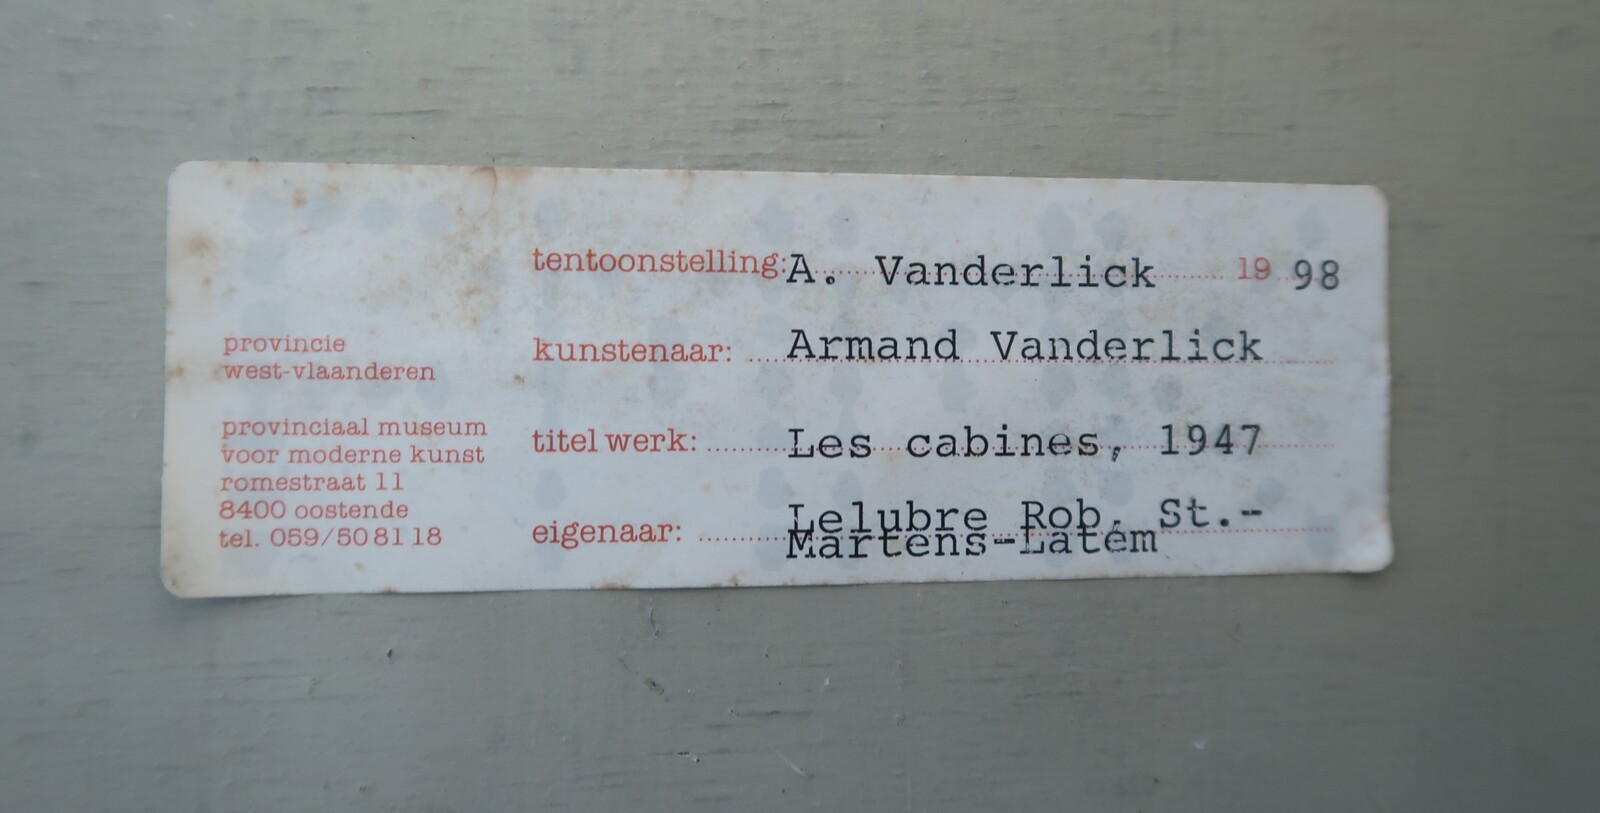 provincie
west-vlaanderen
provinciaal museum
voor moderne kunst
romestraat 11
8400 oostende
tel. 059/50 81 18
tentoonstelling: A. Vanderlick 19 98
kunstenaar: Armand Vanderlick
titel werk: Les cabines, 1947
eigenaar: Lelubre Rob, St.-
Martens-Latem